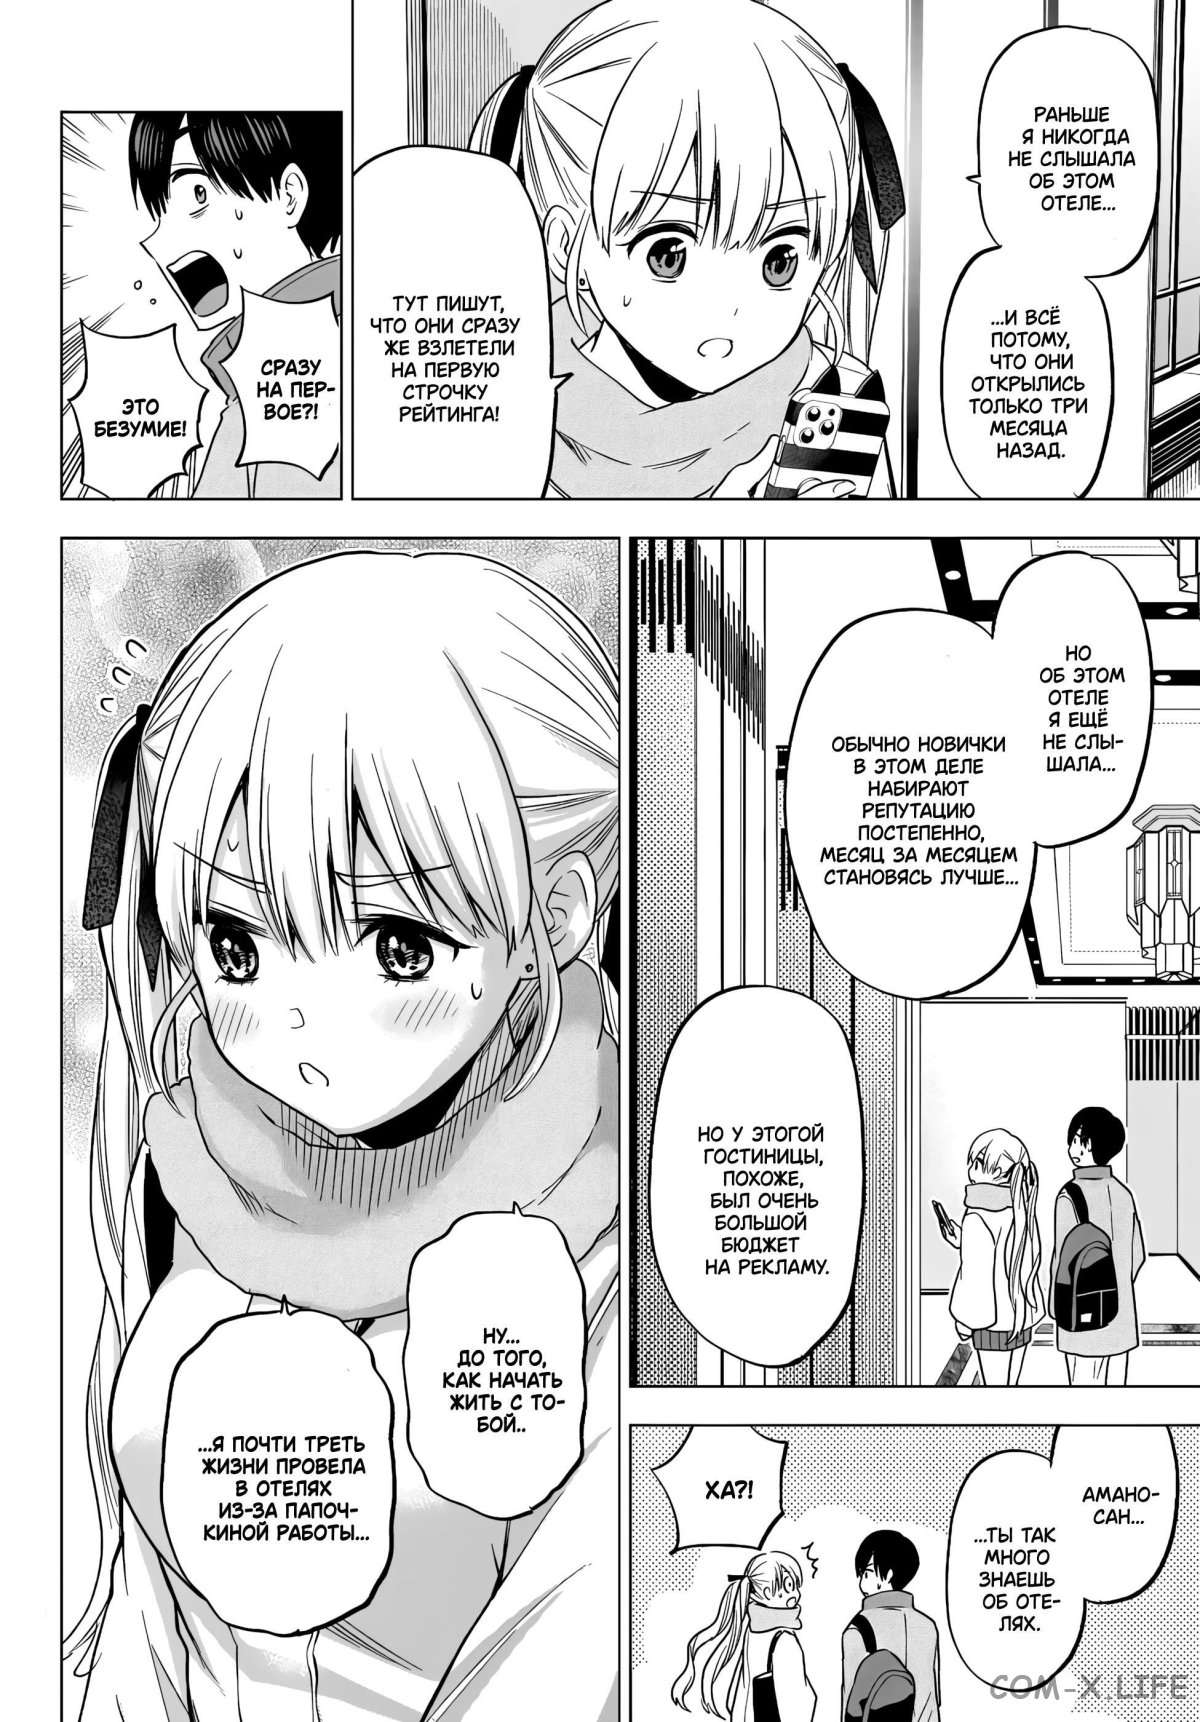 РАНЬШЕ
Я НИКОГДА
НЕ СЛЫШАЛА
ОБ ЭТОМ
ОТЕЛЕ...
...И ВСЁ
ПОТОМУ,
ЧТО ОНИ
ОТКРЫЛИСЬ
ТОЛЬКО ТРИ
МЕСЯЦА
НАЗАД.
ТУТ ПИШУТ,
ЧТО ОНИ СРАЗУ
ЖЕ ВЗЛЕТЕЛИ
НА ПЕРВУЮ
СТРОЧКУ
РЕЙТИНГА!
СРАЗУ
НА ПЕР-
ВОЕ?!
ЭТО
БЕЗУМИЕ!
НО
ОБ ЭТОМ
ОТЕЛЕ
Я ЕЩЁ
НЕ СЛЫ-
ШАЛА...
ОБЫЧНО НОВИЧКИ
В ЭТОМ ДЕЛЕ
НАБИРАЮТ
РЕПУТАЦИЮ
ПОСТЕПЕННО,
МЕСЯЦ ЗА МЕСЯЦЕМ
СТАНОВЯСЬ ЛУЧШЕ...
НО У ЭТОГОЙ
ГОСТИНИЦЫ,
ПОХОЖЕ,
БЫЛ ОЧЕНЬ
БОЛЬШОЙ
БЮДЖЕТ
НА РЕКЛАМУ.
АМАНО-
САН...
...ТЫ ТАК
МНОГО
ЗНАЕШЬ
ОБ ОТЕ-
ЛЯХ.
ХА?!
НУ...
ДО ТОГО,
КАК НАЧАТЬ
ЖИТЬ С ТО-
БОЙ..
...Я ПОЧТИ ТРЕТЬ
ЖИЗНИ ПРОВЕЛА
В ОТЕЛЯХ
ИЗ-ЗА ПАПОЧ-
КИНОЙ РАБОТЫ...
COM-X.LIFE